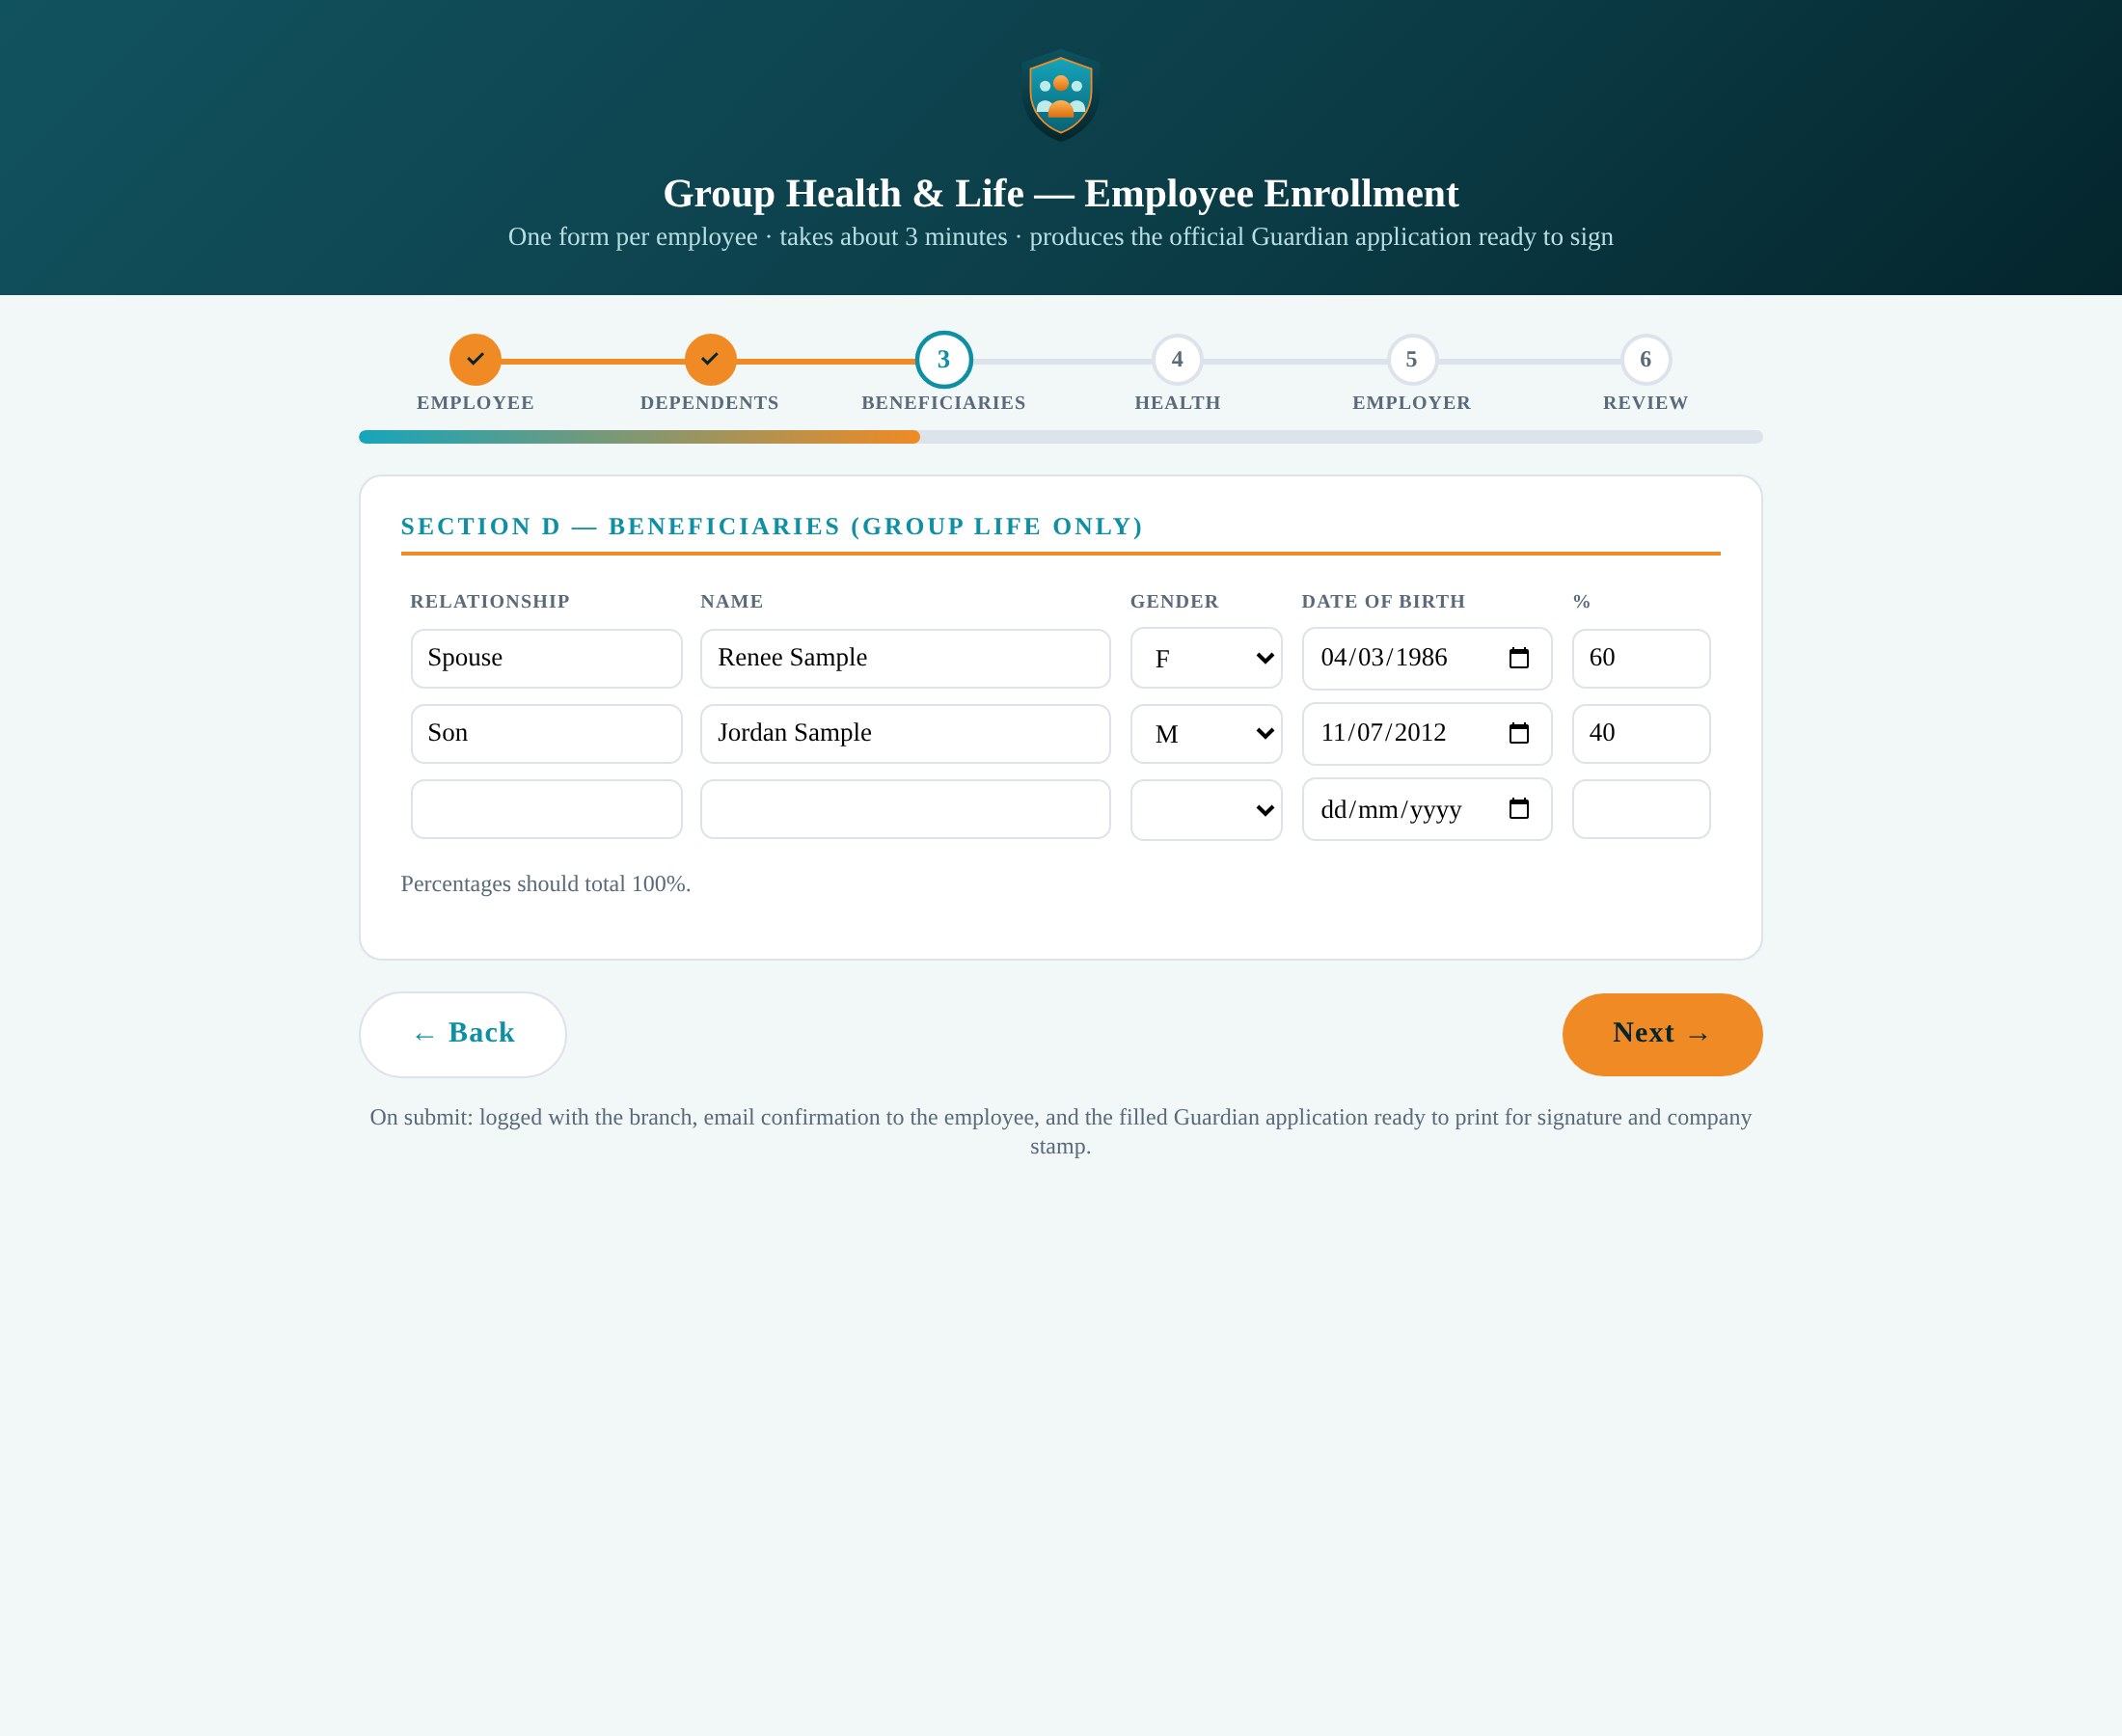 Group Health & Life — Employee Enrollment
One form per employee · takes about 3 minutes · produces the official Guardian application ready to sign
3
4
5
6
EMPLOYEE
DEPENDENTS
BENEFICIARIES
HEALTH
EMPLOYER
REVIEW
SECTION D — BENEFICIARIES (GROUP LIFE ONLY)
RELATIONSHIP NAME GENDER DATE OF BIRTH %
Spouse Renee Sample F 04/03/1986 60
Son Jordan Sample M 11/07/2012 40
dd/mm/yyyy
Percentages should total 100%.
← Back
Next →
On submit: logged with the branch, email confirmation to the employee, and the filled Guardian application ready to print for signature and company
stamp.